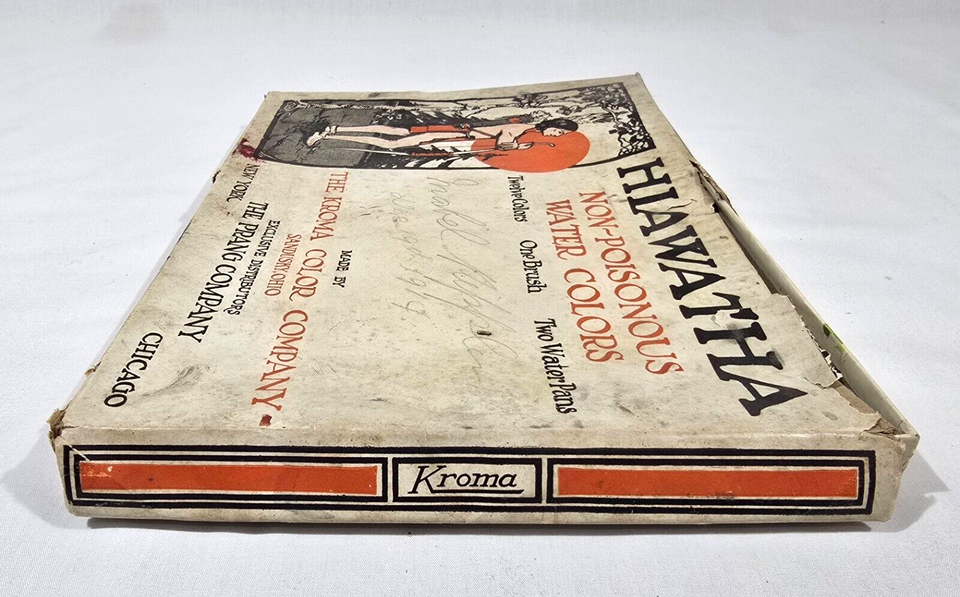 HIAWATHA
NON-POISONOUS
WATER COLORS
Twelve Colors One Brush Two Water Pans
MADE BY
THE KROMA COLOR COMPANY-
SANDUSKY, OHIO
EXCLUSIVE DISTRIBUTORS
NEW YORK THE PRANG COMPANY CHICAGO
Kroma